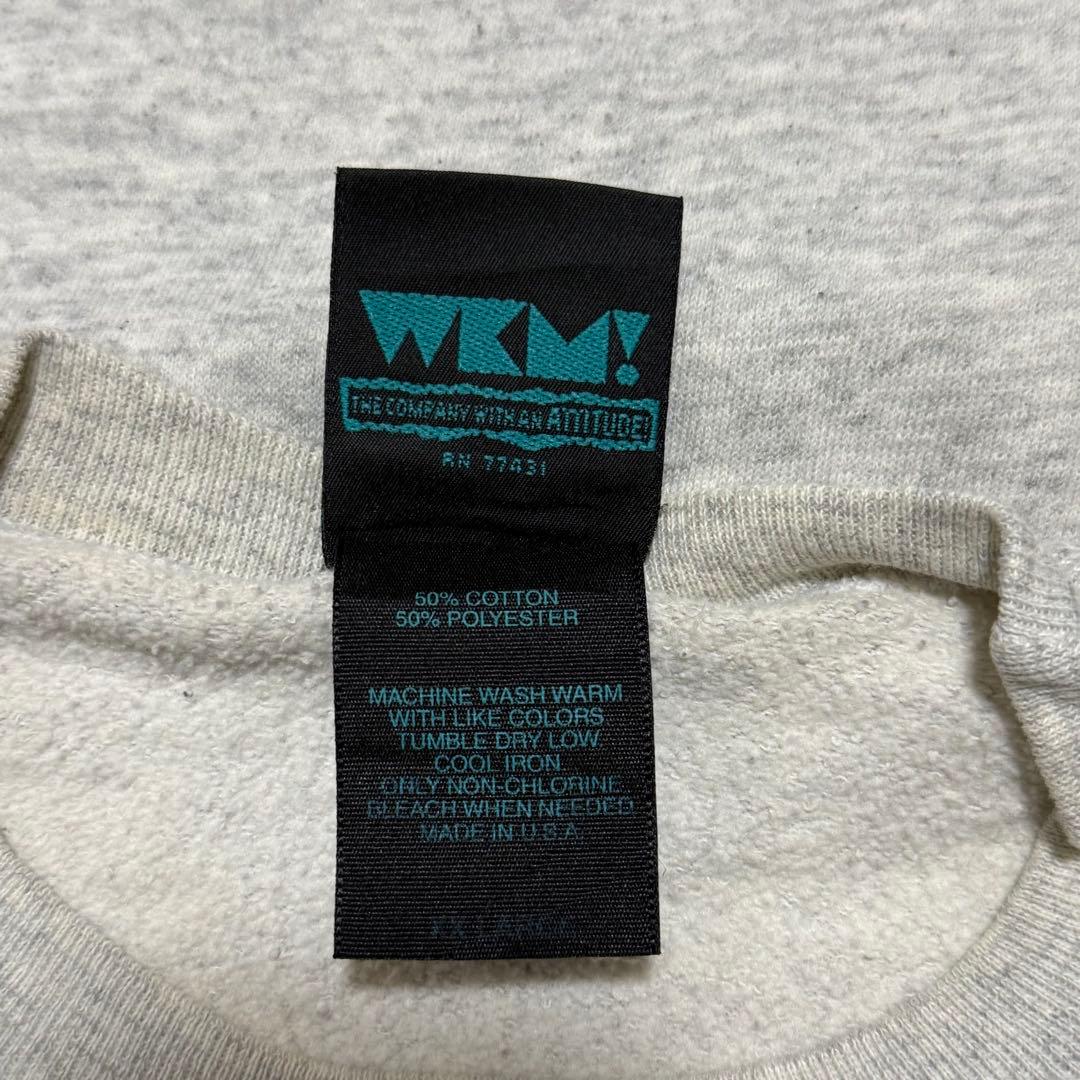 WKM!
THE COMPANY WITH AN ATTITUDE!
RN 77431
50% COTTON
50% POLYESTER
MACHINE WASH WARM
WITH LIKE COLORS
TUMBLE DRY LOW
COOL IRON
ONLY NON-CHLORINE
BLEACH WHEN NEEDED
MADE IN U.S.A.